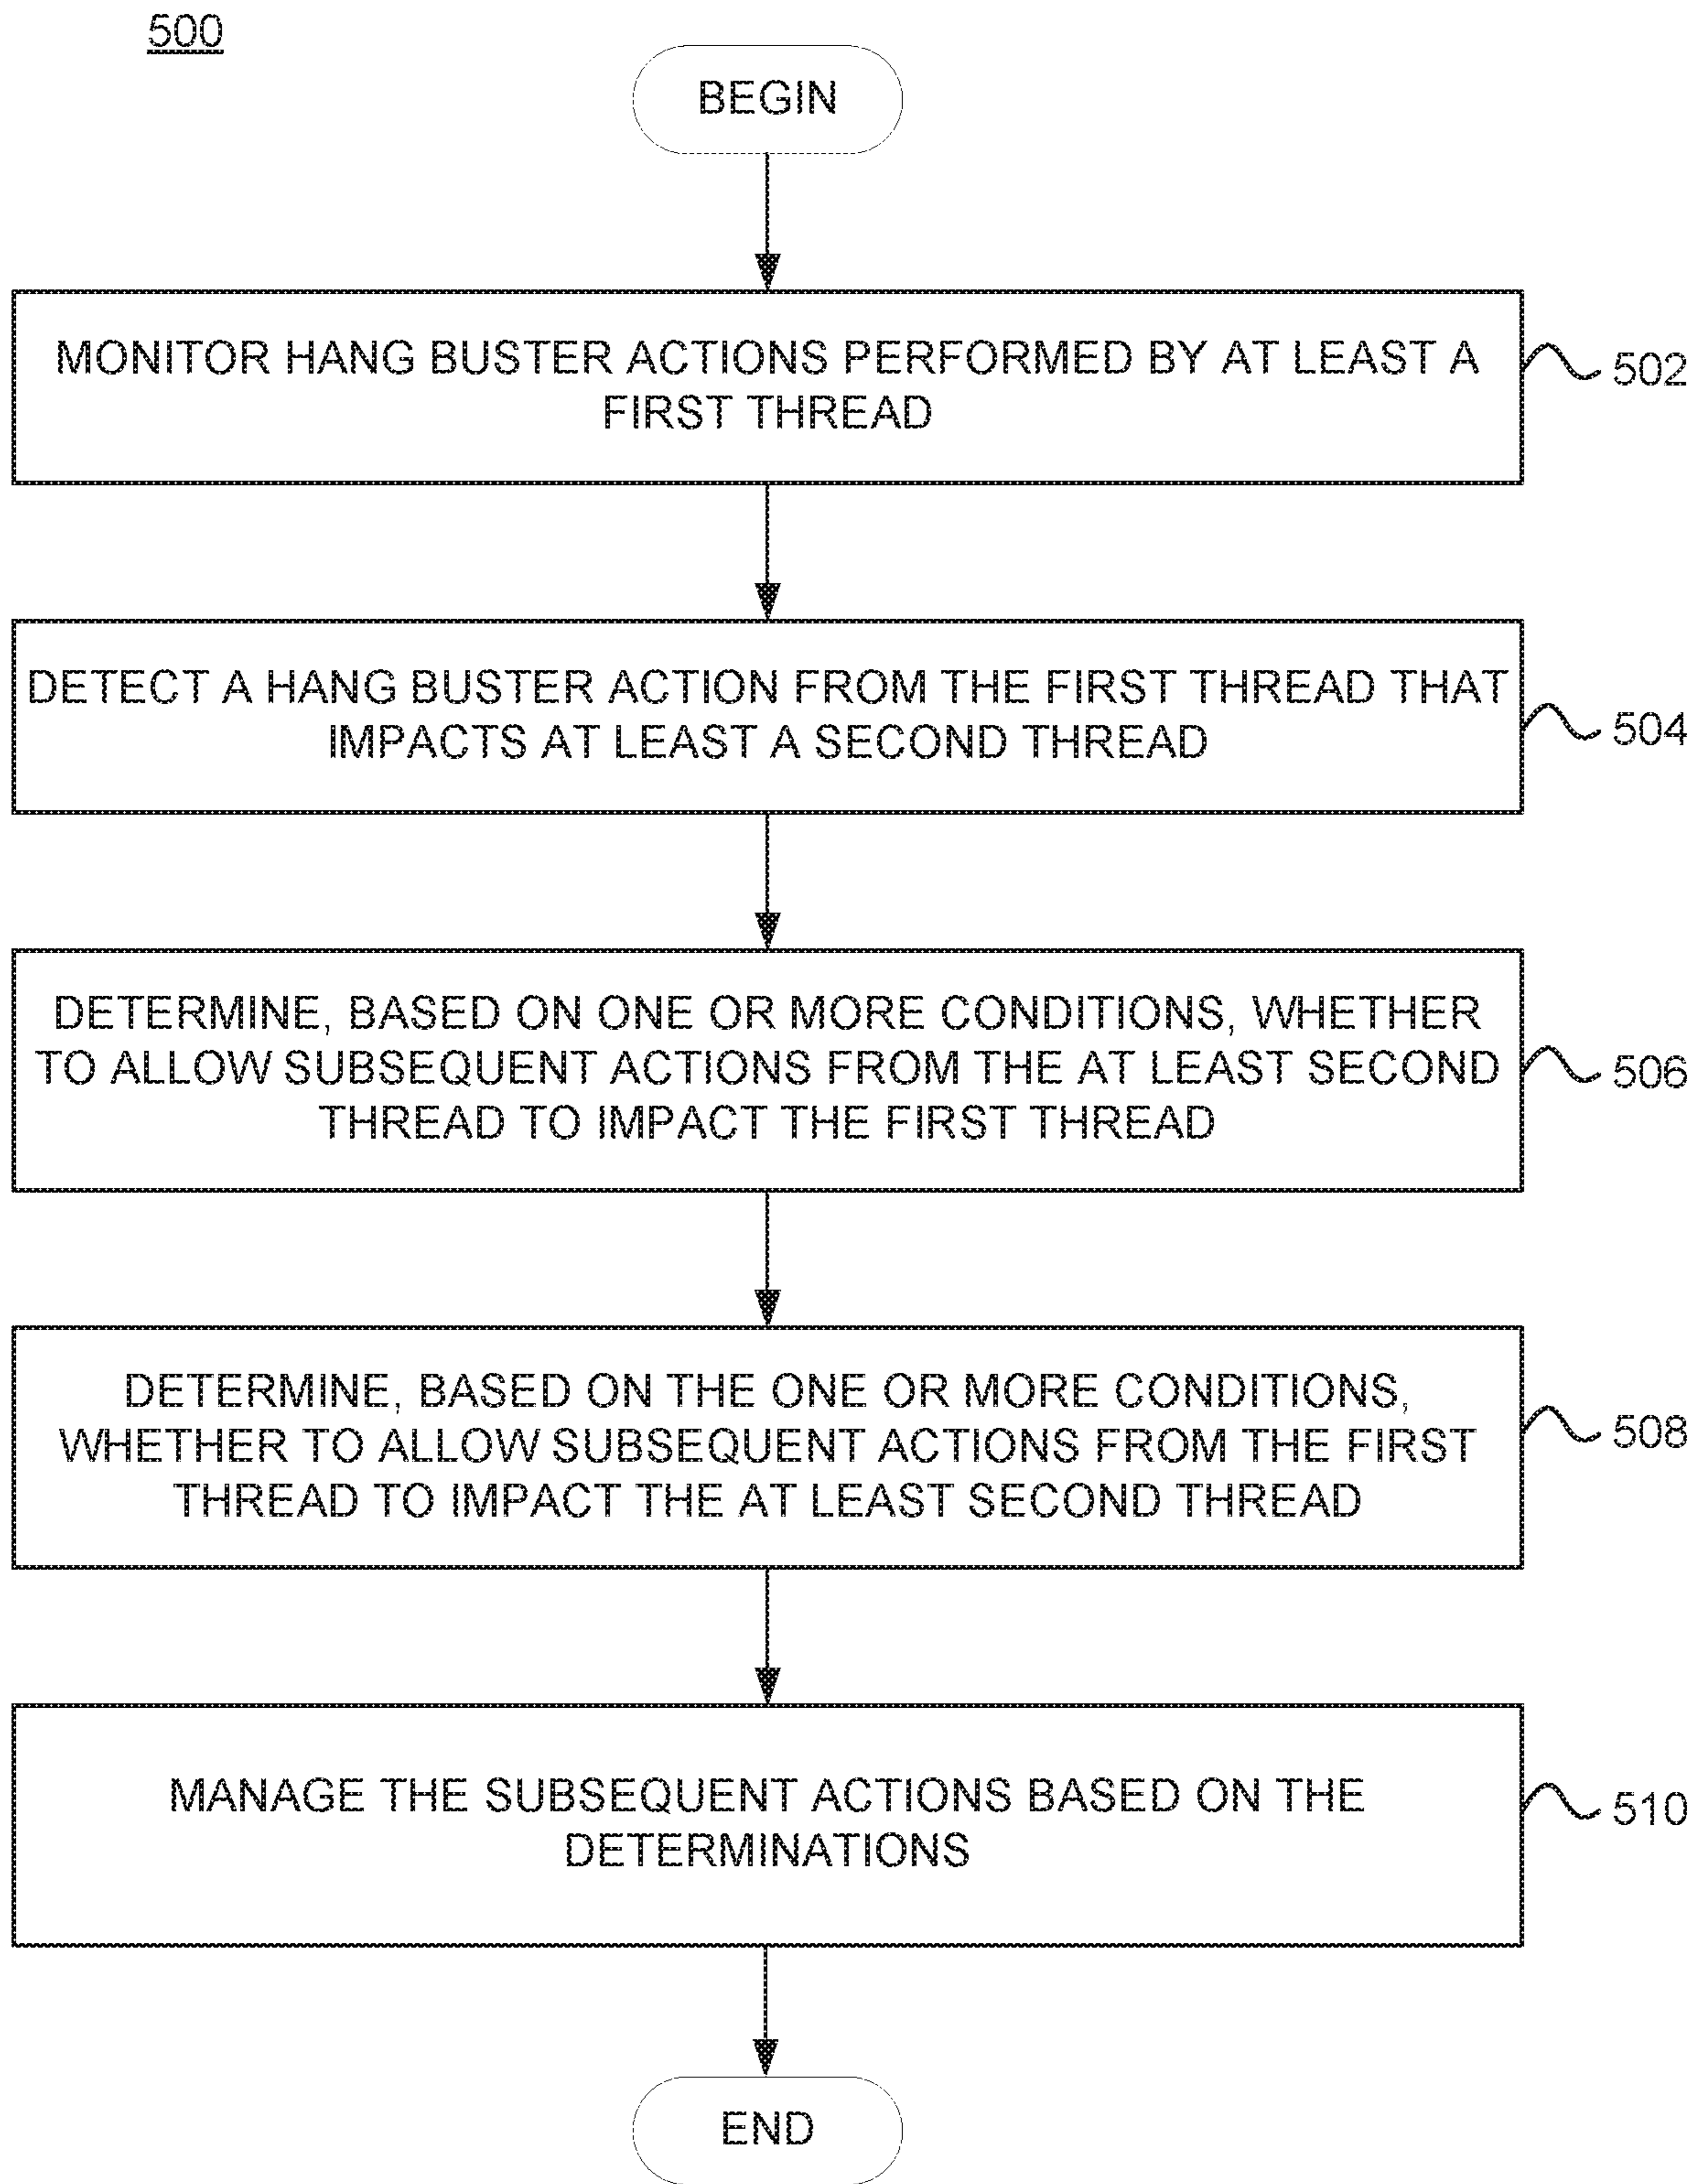 500
BEGIN
MONITOR HANG BUSTER ACTIONS PERFORMED BY AT LEAST A
FIRST THREAD
502
DETECT A HANG BUSTER ACTION FROM THE FIRST THREAD THAT
IMPACTS AT LEAST A SECOND THREAD
504
DETERMINE, BASED ON ONE OR MORE CONDITIONS, WHETHER
TO ALLOW SUBSEQUENT ACTIONS FROM THE AT LEAST SECOND
THREAD TO IMPACT THE FIRST THREAD
506
DETERMINE, BASED ON THE ONE OR MORE CONDITIONS,
WHETHER TO ALLOW SUBSEQUENT ACTIONS FROM THE FIRST
THREAD TO IMPACT THE AT LEAST SECOND THREAD
508
MANAGE THE SUBSEQUENT ACTIONS BASED ON THE
DETERMINATIONS
510
END